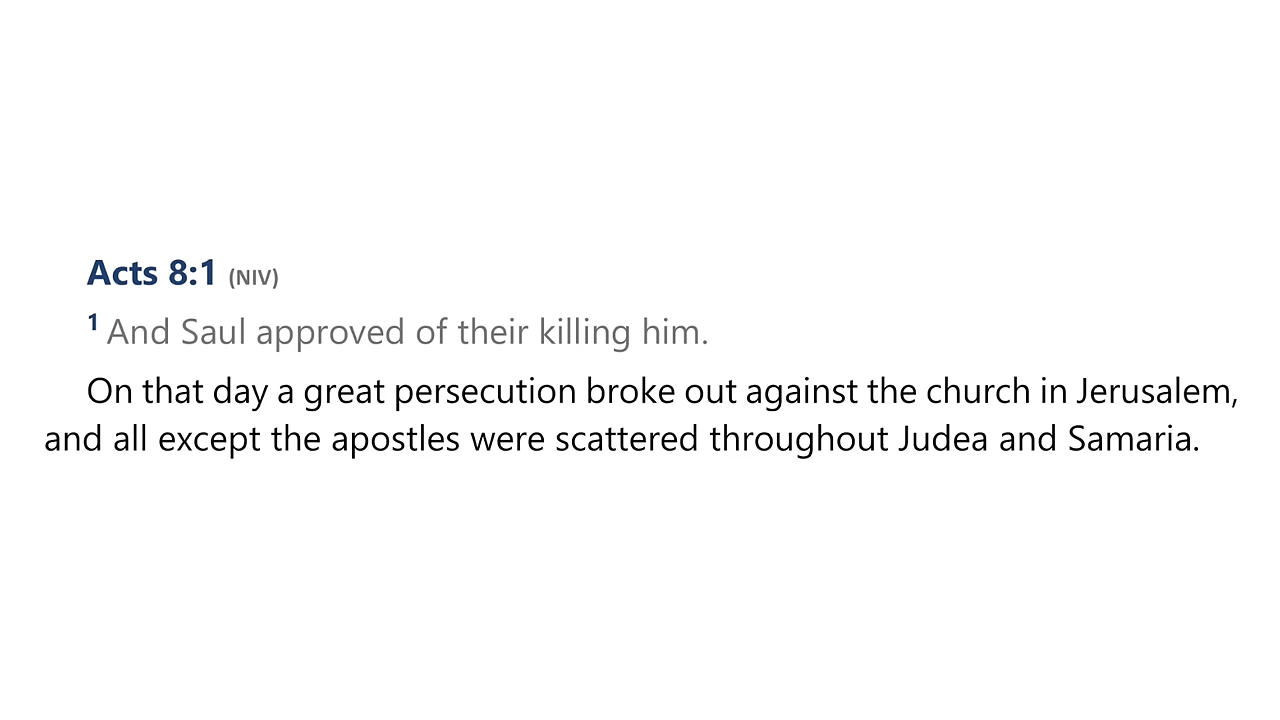 Acts 8:1 (NIV)
1 And Saul approved of their killing him.
On that day a great persecution broke out against the church in Jerusalem,
and all except the apostles were scattered throughout Judea and Samaria.